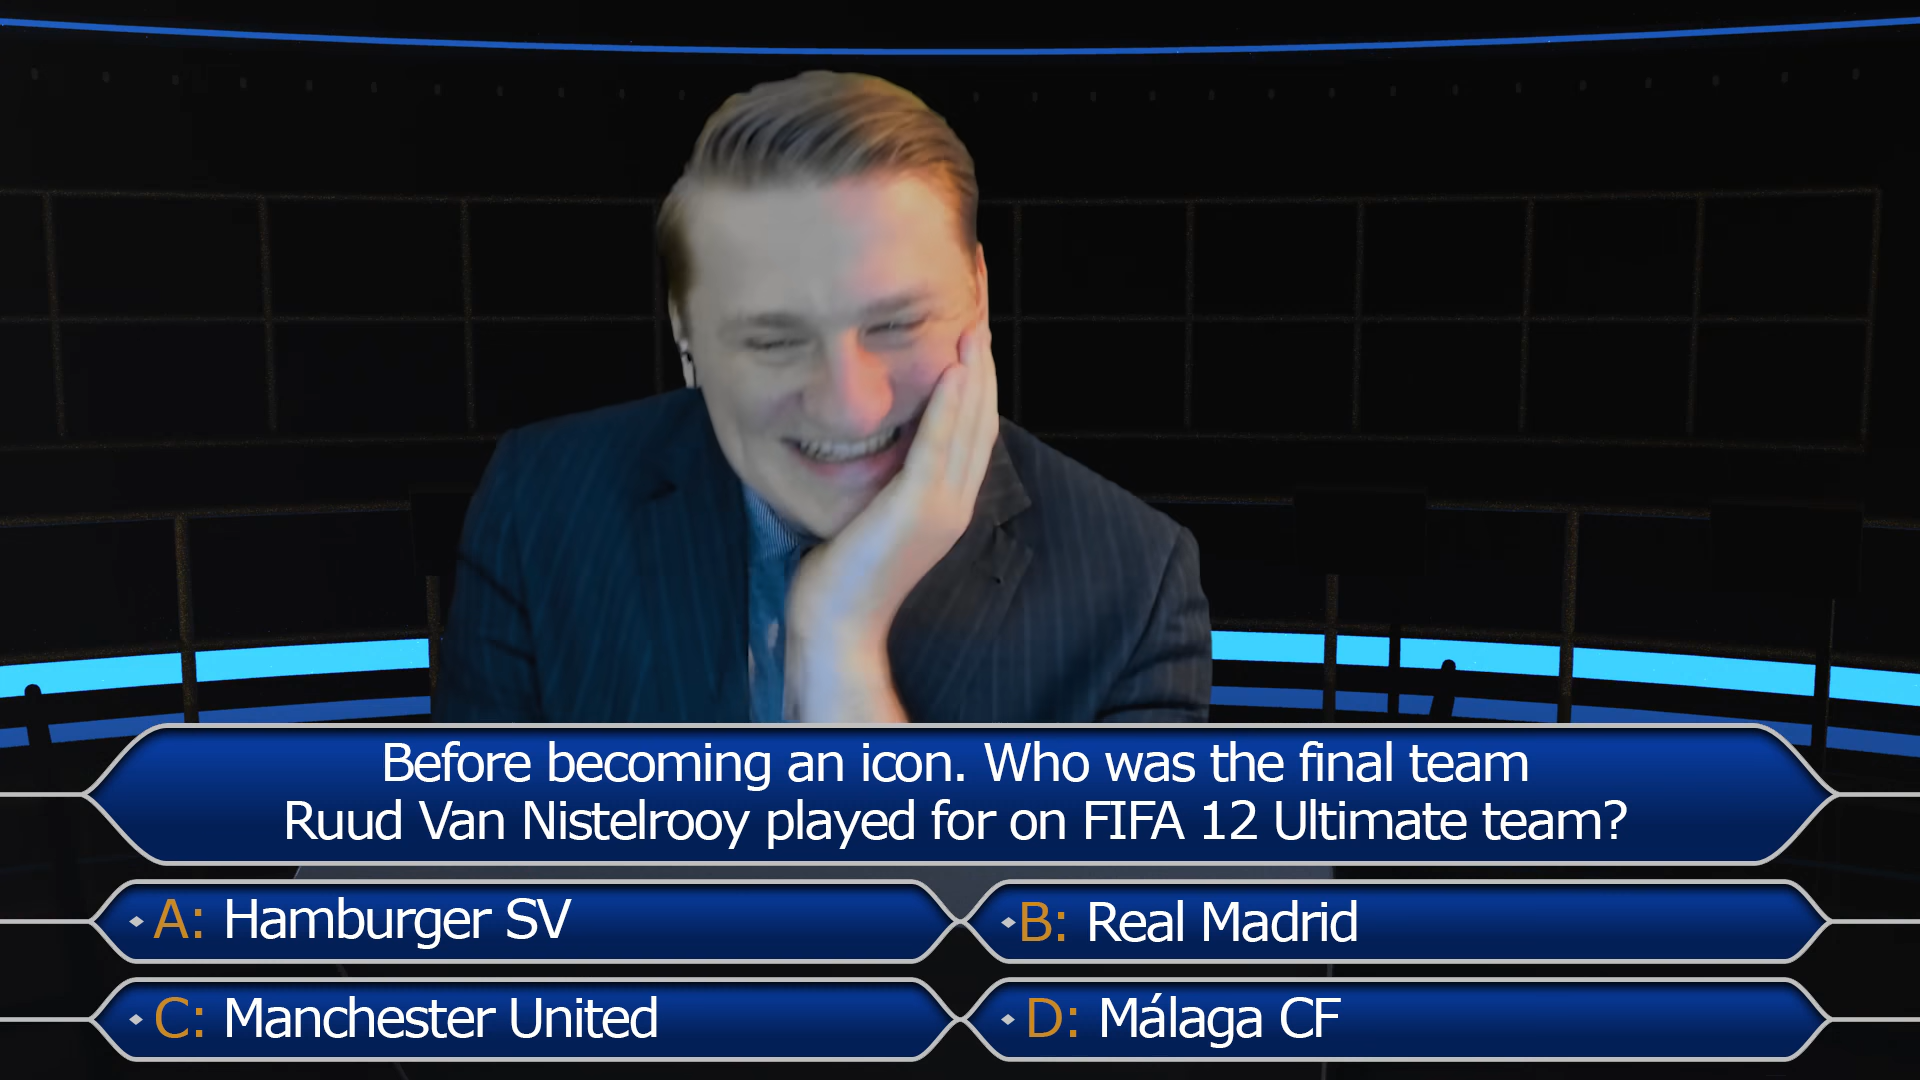 Before becoming an icon. Who was the final team
Ruud Van Nistelrooy played for on FIFA 12 Ultimate team?
A: Hamburger SV
B: Real Madrid
C: Manchester United
D: Málaga CF